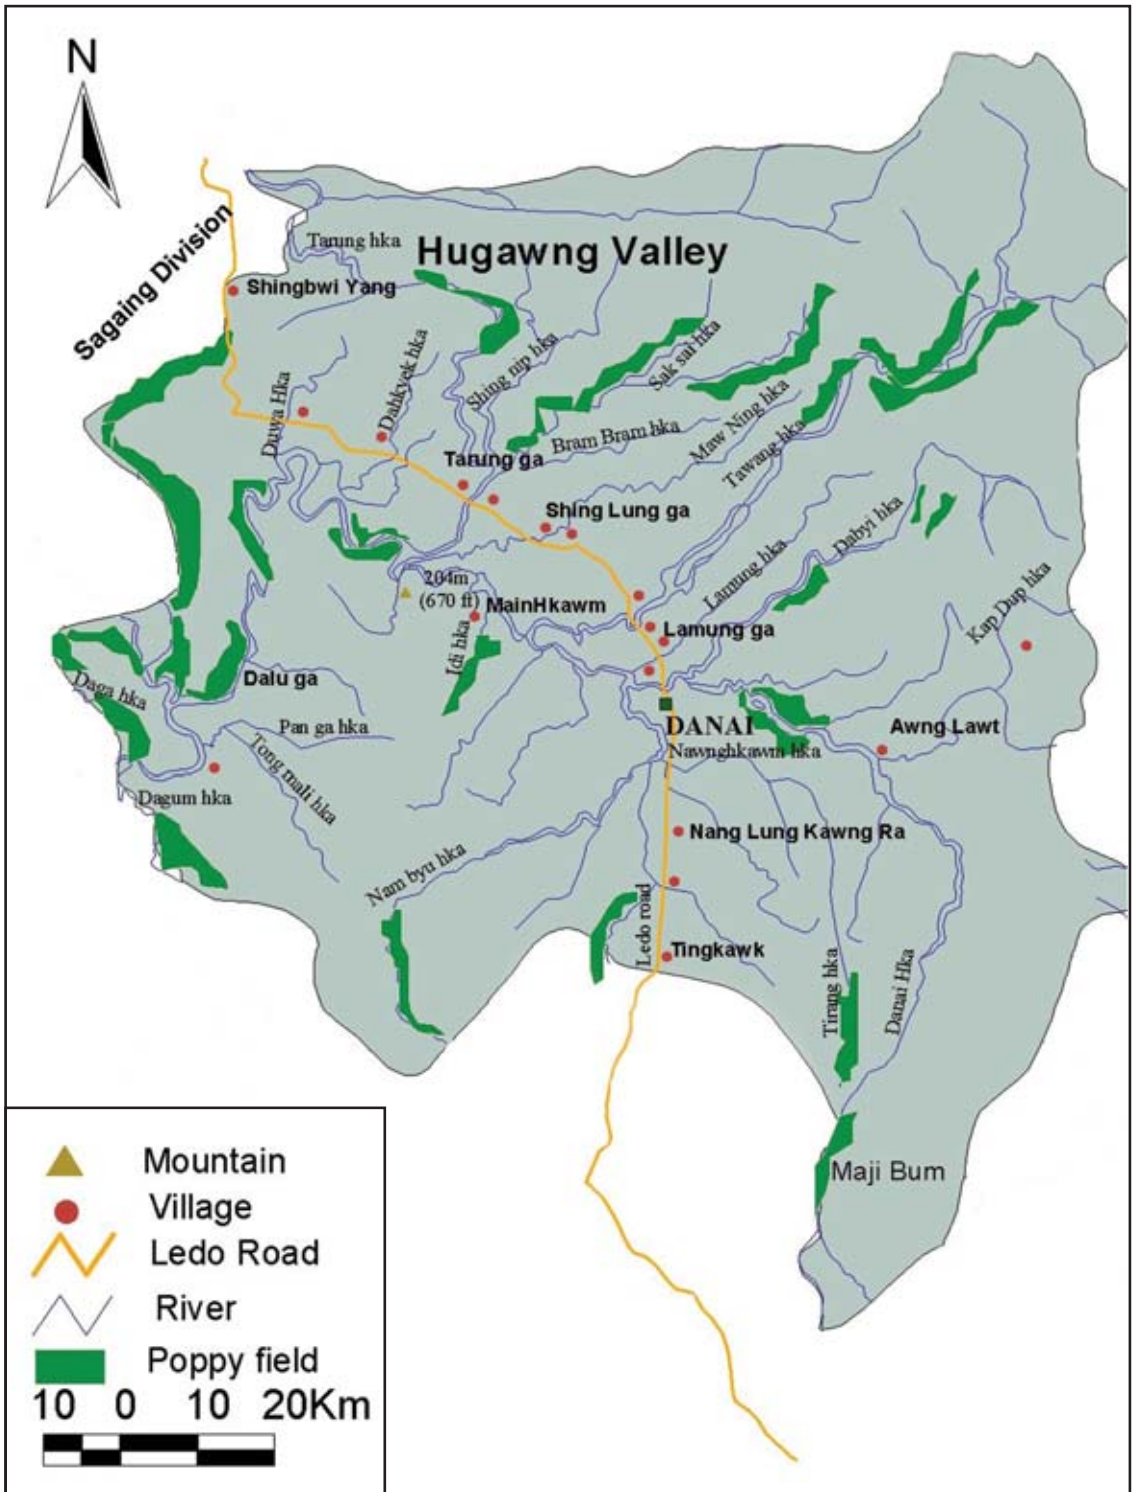 N
Sagaing Division
Hugawng Valley
Tarung hka
Shingbwi Yang
Duwa Hka
Dahkyek hka
Shing nip hka
Sak sai hka
Bram Bram hka
Maw Ning hka
Tawang hka
Tarung ga
Shing Lung ga
Lamung hka
Dabyi hka
Kap Dup hka
204m
(670 ft)
MainHkawm
Idi hka
Lamung ga
Dalu ga
Daga hka
Pan ga hka
Tong mali hka
Dagum hka
DANAI
Nawnghkawm hka
Awng Lawt
Nang Lung Kawng Ra
Nam byu hka
Ledo road
Tingkawk
Tirang hka
Danai Hka
Maji Bum
Mountain
Village
Ledo Road
River
Poppy field
10 0 10 20Km